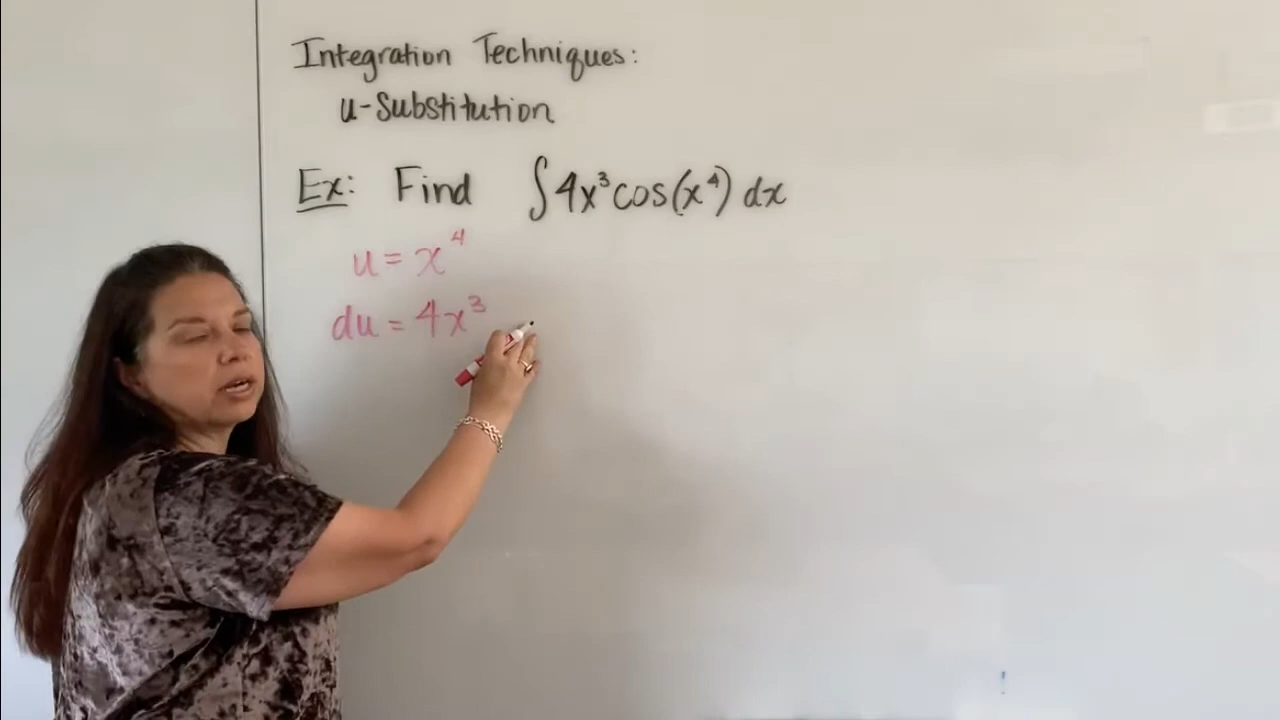 Integration Techniques:
u-Substitution
Ex: Find ∫4x³cos(x⁴) dx
u = x⁴
du = 4x³